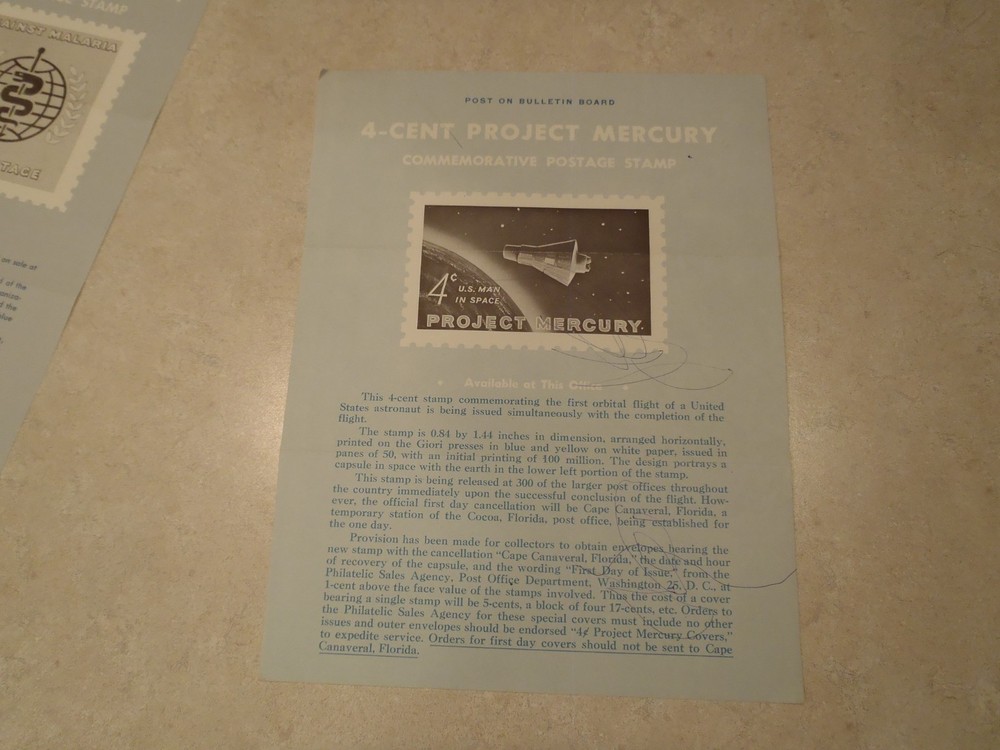 GE STAMP
AINST MALARIA
TAGE
on sale at
l of the
d the
blue
POST ON BULLETIN BOARD
4-CENT PROJECT MERCURY
COMMEMORATIVE POSTAGE STAMP
4¢ U.S. MAN
IN SPACE
PROJECT MERCURY
Available at This Office
This 4-cent stamp commemorating the first orbital flight of a United
States astronaut is being issued simultaneously with the completion of the
flight.
The stamp is 0.84 by 1.44 inches in dimension, arranged horizontally,
printed on the Giori presses in blue and yellow on white paper, issued in
panes of 50, with an initial printing of 100 million. The design portrays a
capsule in space with the earth in the lower left portion of the stamp.
This stamp is being released at 300 of the larger post offices throughout
the country immediately upon the successful conclusion of the flight. How-
ever, the official first day cancellation will be Cape Canaveral, Florida, a
temporary station of the Cocoa, Florida, post office, being established for
the one day.
Provision has been made for collectors to obtain envelopes bearing the
new stamp with the cancellation "Cape Canaveral, Florida," the date and hour
of recovery of the capsule, and the wording "First Day of Issue," from the
Philatelic Sales Agency, Post Office Department, Washington 25, D. C., at
1-cent above the face value of the stamps involved. Thus the cost of a cover
bearing a single stamp will be 5-cents, a block of four 17-cents, etc. Orders to
the Philatelic Sales Agency for these special covers must include no other
issues and outer envelopes should be endorsed "4¢ Project Mercury Covers,"
to expedite service. Orders for first day covers should not be sent to Cape
Canaveral, Florida.